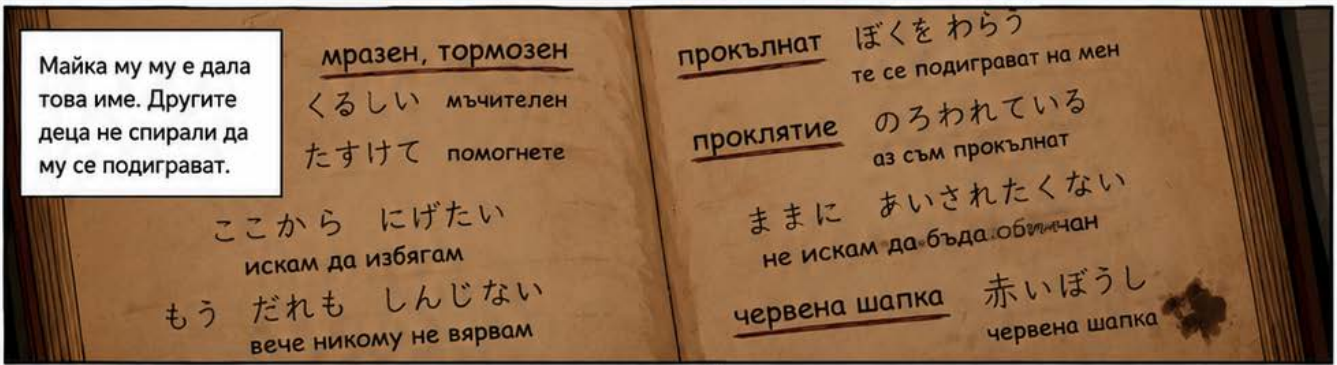 Майка му му е дала
това име. Другите
деца не спирали да
му се подиграват.
мразен, тормозен
くるしい мъчителен
たすけて помогнете
ここから にげたい
искам да избягам
もう だれも しんじない
вече никому не вярвам
прокълнат ぼくを わらう
те се подиграват на мен
проклятие のろわれている
аз съм прокълнат
ままに あいされたくない
не искам да бъда
червена шапка 赤いぼうし
червена шапка